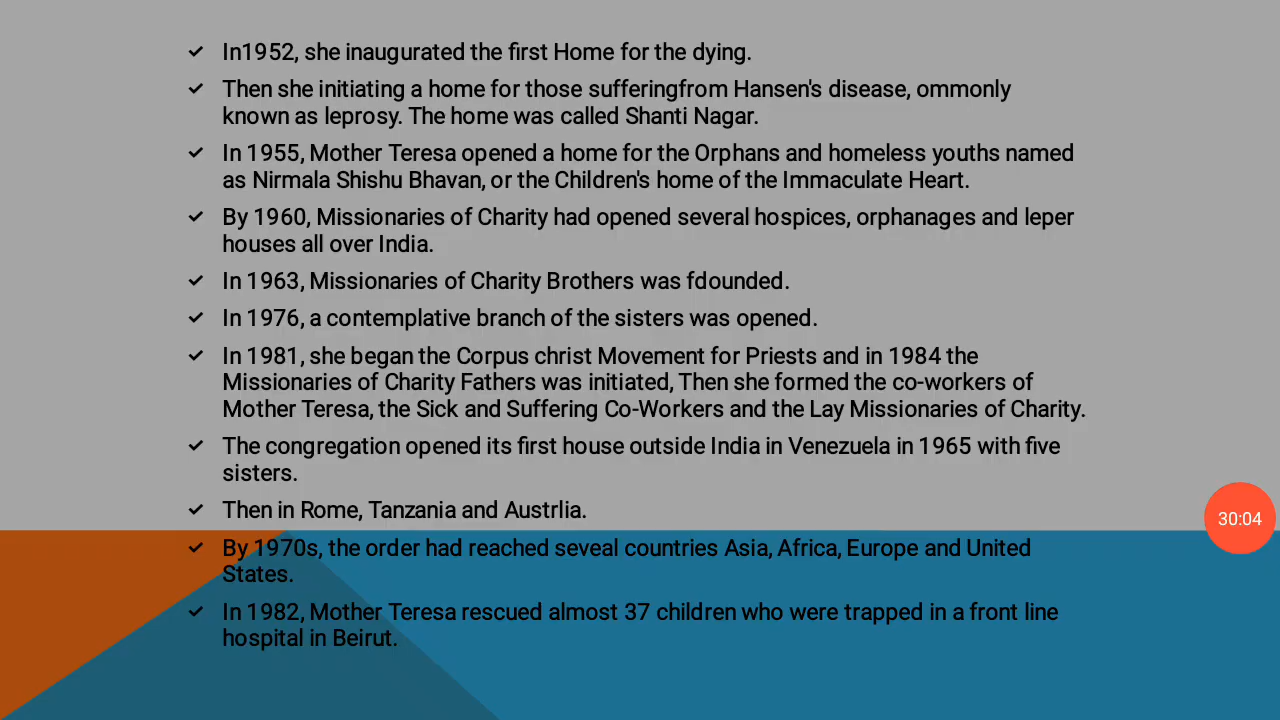 In1952, she inaugurated the first Home for the dying.
Then she initiating a home for those sufferingfrom Hansen's disease, ommonly
known as leprosy. The home was called Shanti Nagar.
In 1955, Mother Teresa opened a home for the Orphans and homeless youths named
as Nirmala Shishu Bhavan, or the Children's home of the Immaculate Heart.
By 1960, Missionaries of Charity had opened several hospices, orphanages and leper
houses all over India.
In 1963, Missionaries of Charity Brothers was fdounded.
In 1976, a contemplative branch of the sisters was opened.
In 1981, she began the Corpus christ Movement for Priests and in 1984 the
Missionaries of Charity Fathers was initiated, Then she formed the co-workers of
Mother Teresa, the Sick and Suffering Co-Workers and the Lay Missionaries of Charity.
The congregation opened its first house outside India in Venezuela in 1965 with five
sisters.
Then in Rome, Tanzania and Austrlia.
30:04
By 1970s, the order had reached seveal countries Asia, Africa, Europe and United
States.
In 1982, Mother Teresa rescued almost 37 children who were trapped in a front line
hospital in Beirut.